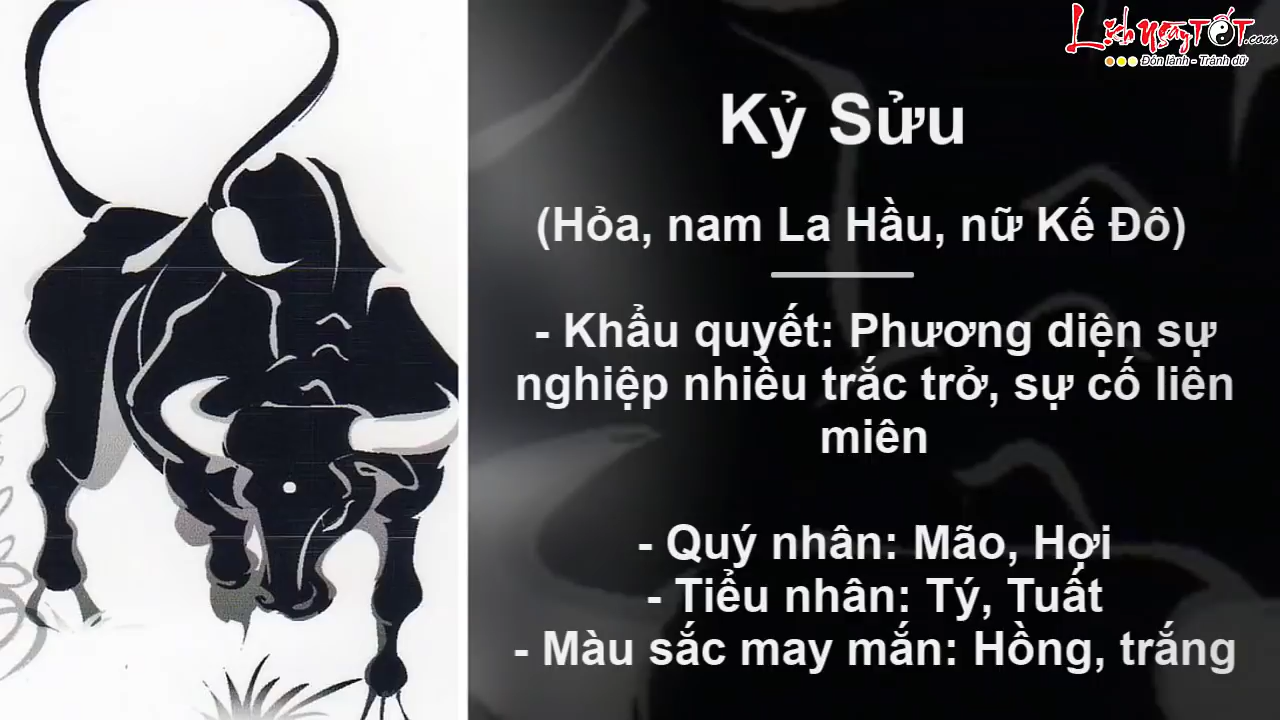 Lịch Ngày TỐT.com
Đón lành - Tránh dữ
Kỷ Sửu
(Hỏa, nam La Hầu, nữ Kế Đô)
- Khẩu quyết: Phương diện sự
nghiệp nhiều trắc trở, sự cố liên
miên
- Quý nhân: Mão, Hợi
- Tiểu nhân: Tý, Tuất
- Màu sắc may mắn: Hồng, trắng